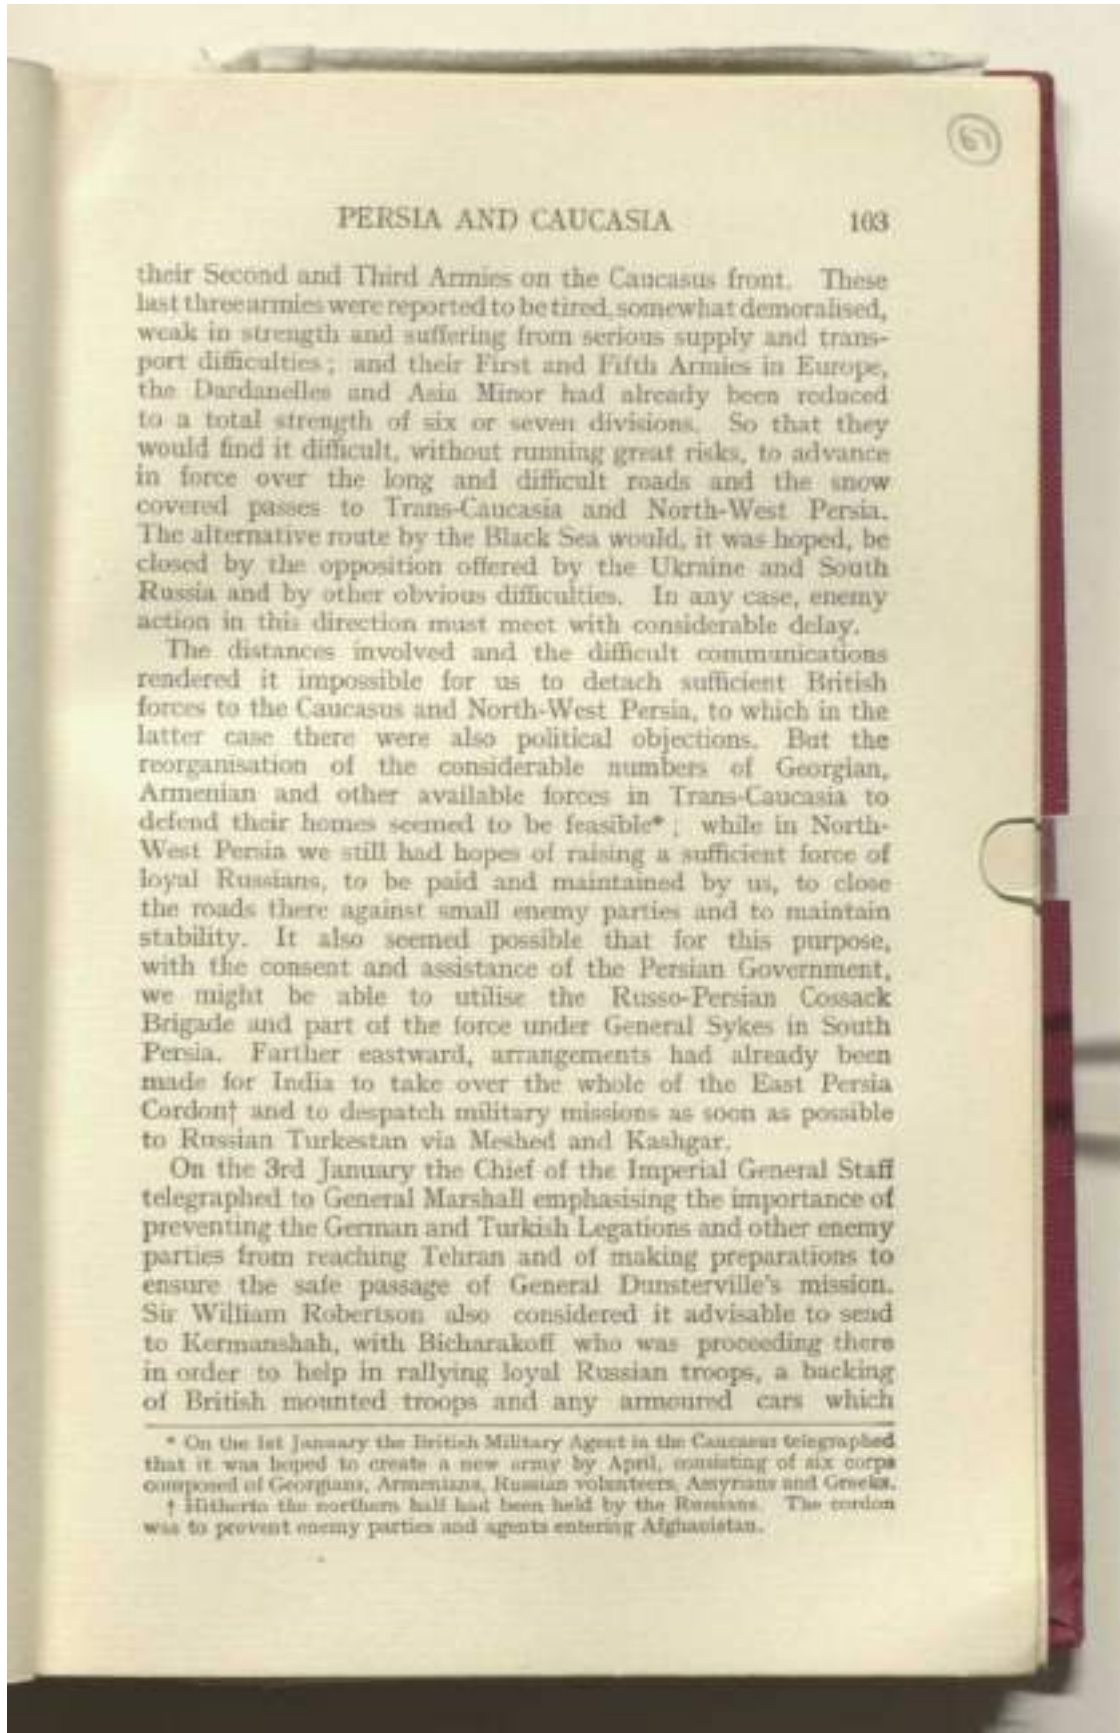 PERSIA AND CAUCASIA 103
their Second and Third Armies on the Caucasus front. These
last three armies were reported to be tired, somewhat demoralised,
weak in strength and suffering from serious supply and trans-
port difficulties; and their First and Fifth Armies in Europe,
the Dardanelles and Asia Minor had already been reduced
to a total strength of six or seven divisions. So that they
would find it difficult, without running great risks, to advance
in force over the long and difficult roads and the snow
covered passes to Trans-Caucasia and North-West Persia.
The alternative route by the Black Sea would, it was hoped, be
closed by the opposition offered by the Ukraine and South
Russia and by other obvious difficulties. In any case, enemy
action in this direction must meet with considerable delay.
The distances involved and the difficult communications
rendered it impossible for us to detach sufficient British
forces to the Caucasus and North-West Persia, to which in the
latter case there were also political objections. But the
reorganisation of the considerable numbers of Georgian,
Armenian and other available forces in Trans-Caucasia to
defend their homes seemed to be feasible*; while in North-
West Persia we still had hopes of raising a sufficient force of
loyal Russians, to be paid and maintained by us, to close
the roads there against small enemy parties and to maintain
stability. It also seemed possible that for this purpose,
with the consent and assistance of the Persian Government,
we might be able to utilise the Russo-Persian Cossack
Brigade and part of the force under General Sykes in South
Persia. Farther eastward, arrangements had already been
made for India to take over the whole of the East Persia
Cordon† and to despatch military missions as soon as possible
to Russian Turkestan via Meshed and Kashgar.
On the 3rd January the Chief of the Imperial General Staff
telegraphed to General Marshall emphasising the importance of
preventing the German and Turkish Legations and other enemy
parties from reaching Tehran and of making preparations to
ensure the safe passage of General Dunsterville's mission.
Sir William Robertson also considered it advisable to send
to Kermanshah, with Bicharakoff who was proceeding there
in order to help in rallying loyal Russian troops, a backing
of British mounted troops and any armoured cars which
* On the 1st January the British Military Agent in the Caucasus telegraphed
that it was hoped to create a new army by April, consisting of six corps
composed of Georgians, Armenians, Russian volunteers, Assyrians and Greeks.
† Hitherto the northern half had been held by the Russians. The cordon
was to prevent enemy parties and agents entering Afghanistan.